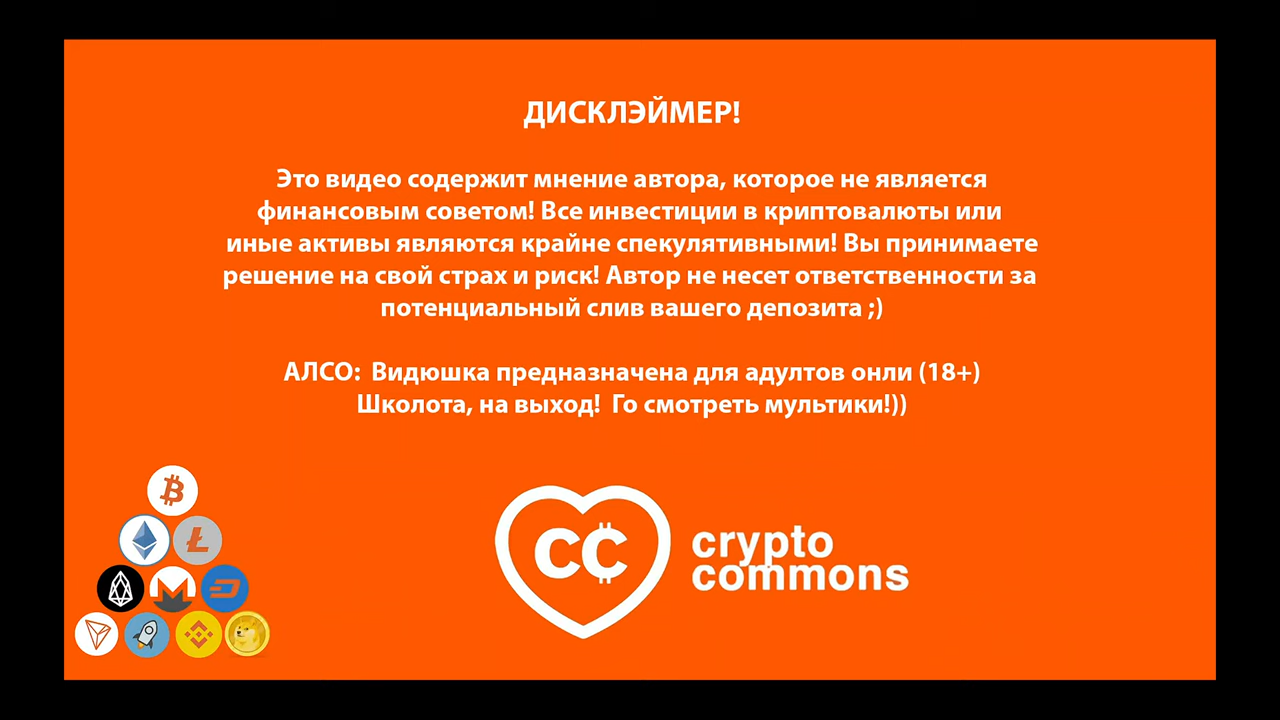 ДИСКЛЭЙМЕР!
Это видео содержит мнение автора, которое не является
финансовым советом! Все инвестиции в криптовалюты или
иные активы являются крайне спекулятивными! Вы принимаете
решение на свой страх и риск! Автор не несет ответственности за
потенциальный слив вашего депозита ;)
АЛСО: Видюшка предназначена для адултов онли (18+)
Школота, на выход! Го смотреть мультики!))
CC
crypto
commons